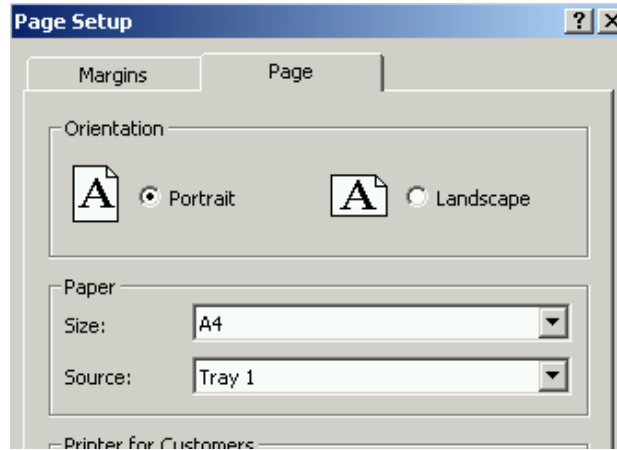 Page Setup
Margins Page
Orientation
A Portrait A Landscape
Paper
Size: A4
Source: Tray 1
Printer for Customers